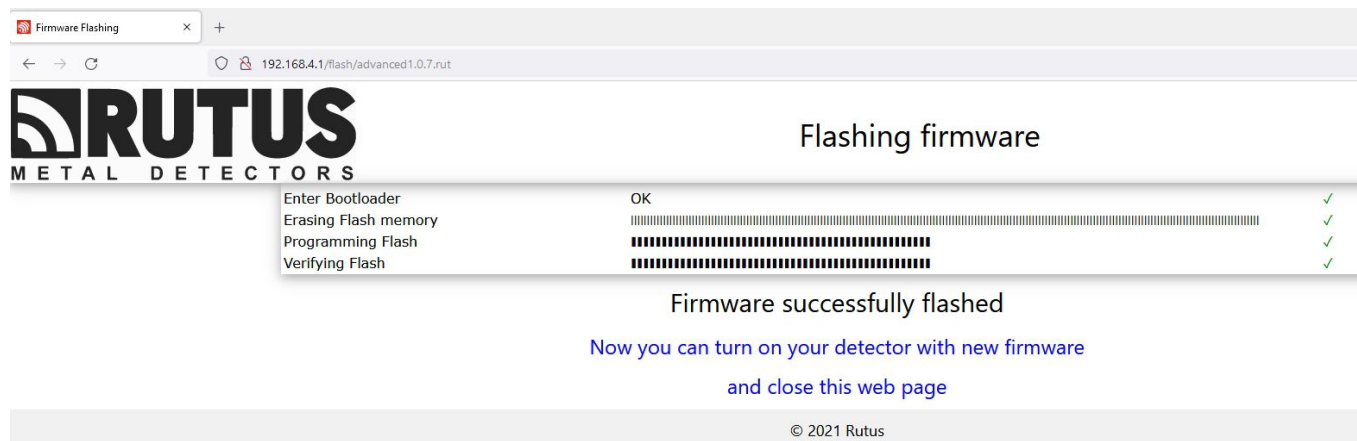 Firmware Flashing
192.168.4.1/flash/advanced1.0.7.rut
RUTUS
METAL DETECTORS
Flashing firmware
Enter Bootloader OK ✓
Erasing Flash memory ✓
Programming Flash ✓
Verifying Flash ✓
Firmware successfully flashed
Now you can turn on your detector with new firmware
and close this web page
© 2021 Rutus